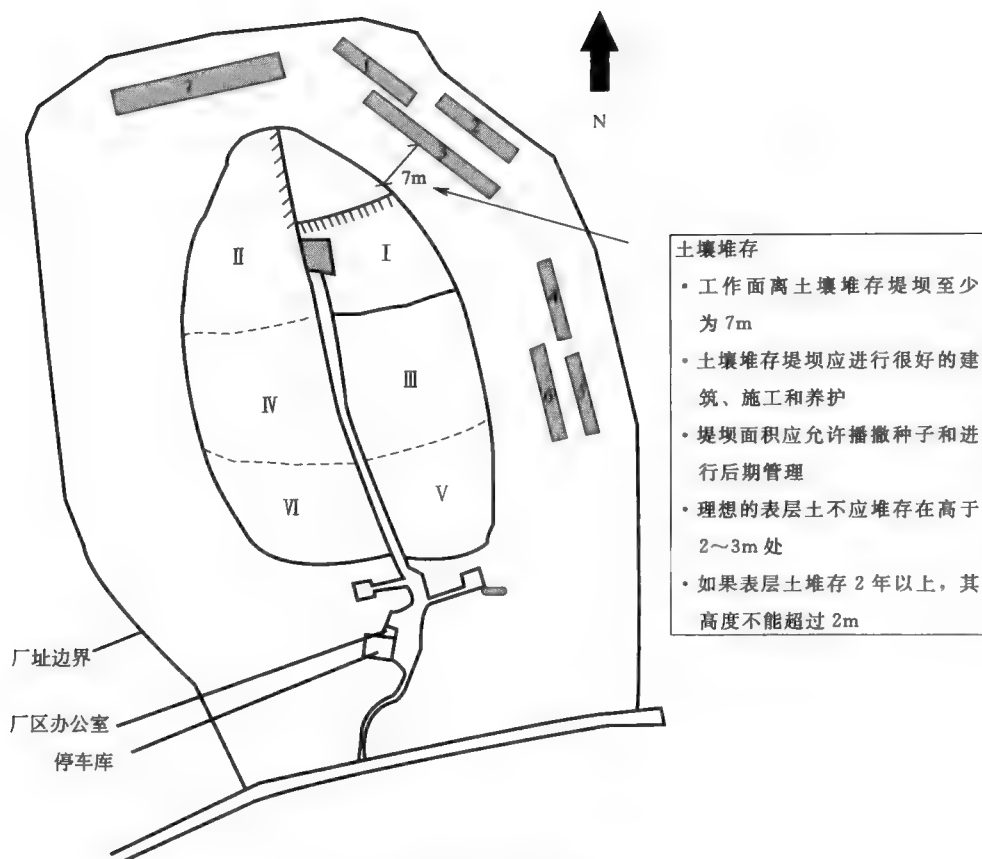 7
1
3
N
7m
Ⅱ
Ⅰ
4
土壤堆存
· 工作面离土壤堆存堤坝至少
为 7m
· 土壤堆存堤坝应进行很好的建
筑、施工和养护
· 堤坝面积应允许播撒种子和进
行后期管理
· 理想的表层土不应堆存在高于
2～3m 处
· 如果表层土堆存 2 年以上，其
高度不能超过 2m
Ⅲ
Ⅳ
6
Ⅵ
Ⅴ
厂址边界
厂区办公室
停车库